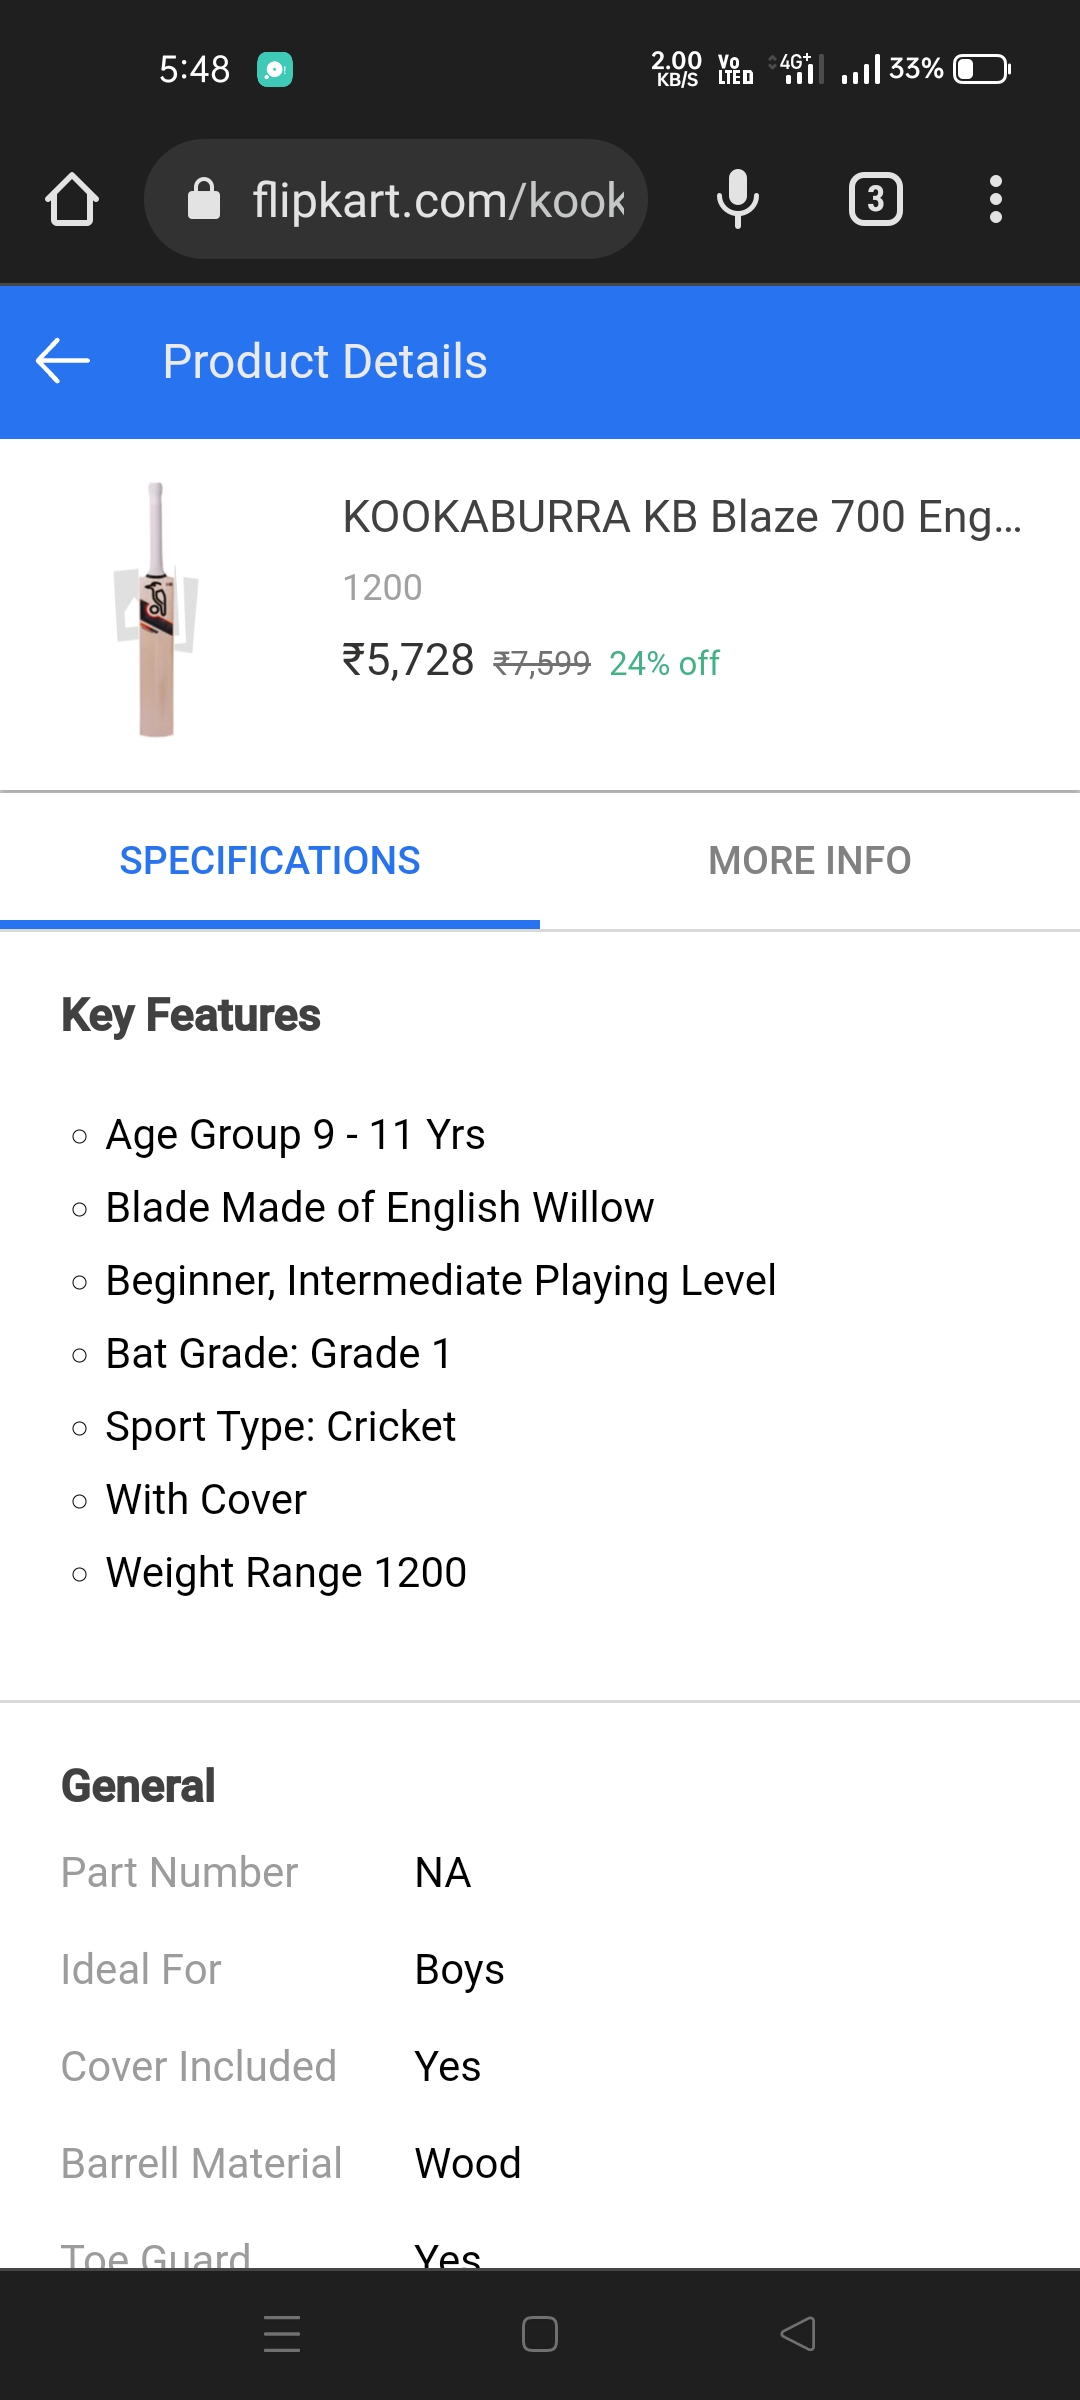 5:48
2.00 KB/S
Vo LTE
4G+
33%
flipkart.com/kook
3
Product Details
KOOKABURRA KB Blaze 700 Eng...
1200
₹5,728 ₹7,599 24% off
SPECIFICATIONS MORE INFO
Key Features
Age Group 9 - 11 Yrs
Blade Made of English Willow
Beginner, Intermediate Playing Level
Bat Grade: Grade 1
Sport Type: Cricket
With Cover
Weight Range 1200
General
Part Number NA
Ideal For Boys
Cover Included Yes
Barrell Material Wood
Toe Guard Yes